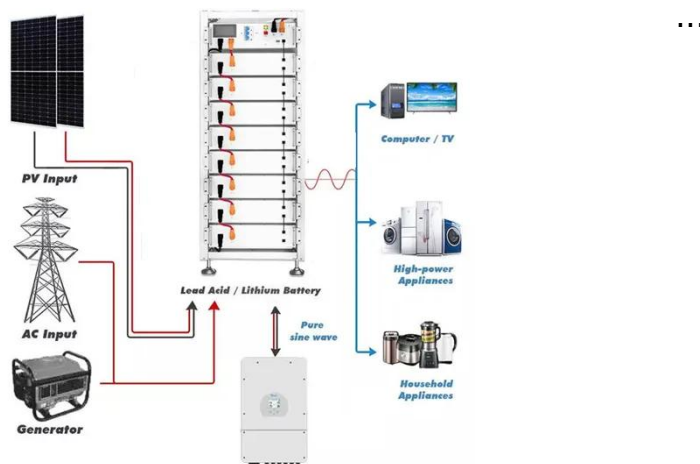 ...
PV Input
AC Input
Generator
Lead Acid / Lithium Battery
Pure
sine wave
Computer / TV
High-power
Appliances
Household
Appliances